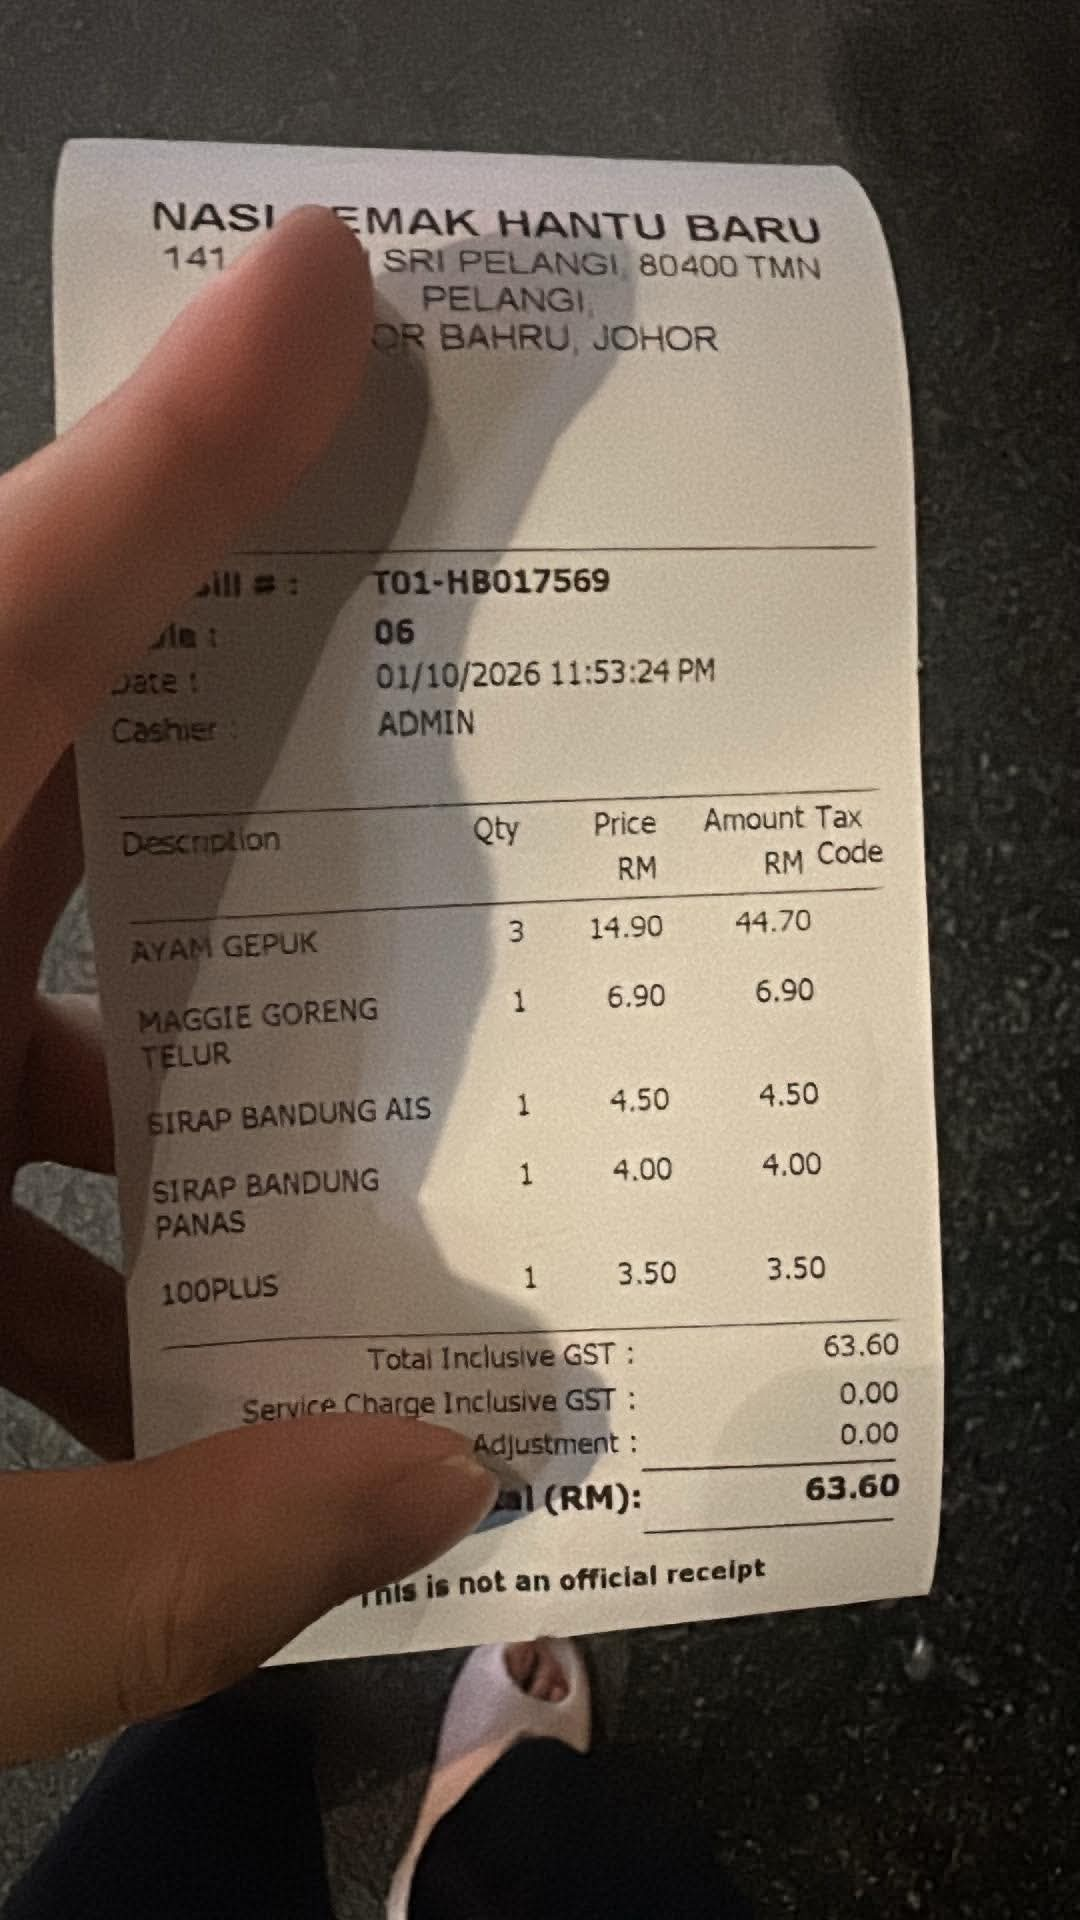 NASI EMAK HANTU BARU
141 SRI PELANGI, 80400 TMN
PELANGI,
OR BAHRU, JOHOR
Bill # : T01-HB017569
06
Date : 01/10/2026 11:53:24 PM
Cashier : ADMIN
Description Qty Price Amount Tax
RM RM Code
AYAM GEPUK 3 14.90 44.70
MAGGIE GORENG 1 6.90 6.90
TELUR
SIRAP BANDUNG AIS 1 4.50 4.50
SIRAP BANDUNG 1 4.00 4.00
PANAS
100PLUS 1 3.50 3.50
Total Inclusive GST : 63.60
Service Charge Inclusive GST : 0.00
Adjustment : 0.00
(RM): 63.60
This is not an official receipt